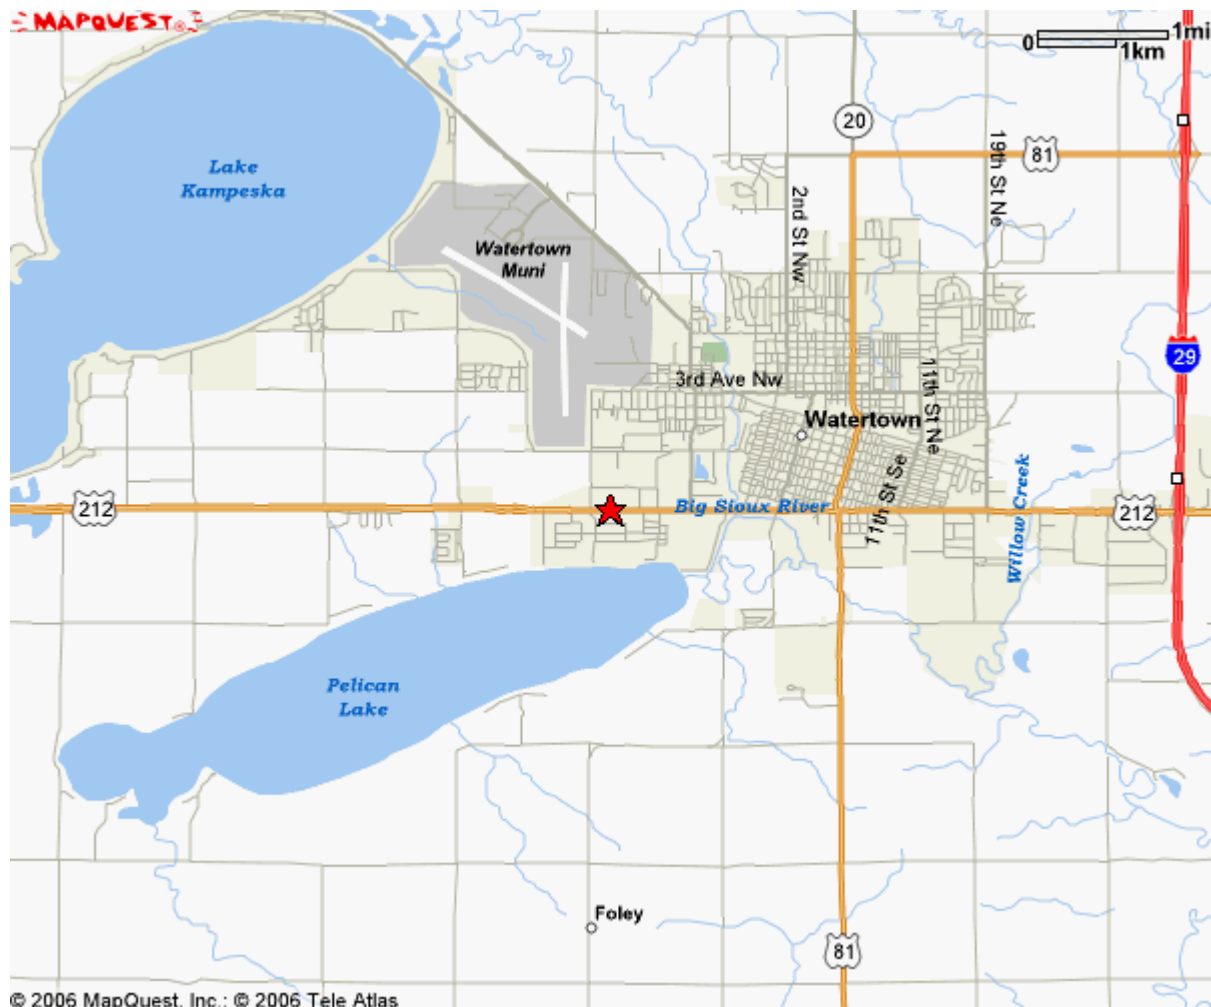 MAPQUEST®
0
1mi
1km
20
81
19th St Ne
Lake
Kampeska
2nd St Nw
Watertown
Muni
29
3rd Ave Nw
11th St Ne
Watertown
212
Big Sioux River
11th St Se
Willow Creek
212
Pelican
Lake
Foley
81
© 2006 MapQuest, Inc.; © 2006 Tele Atlas